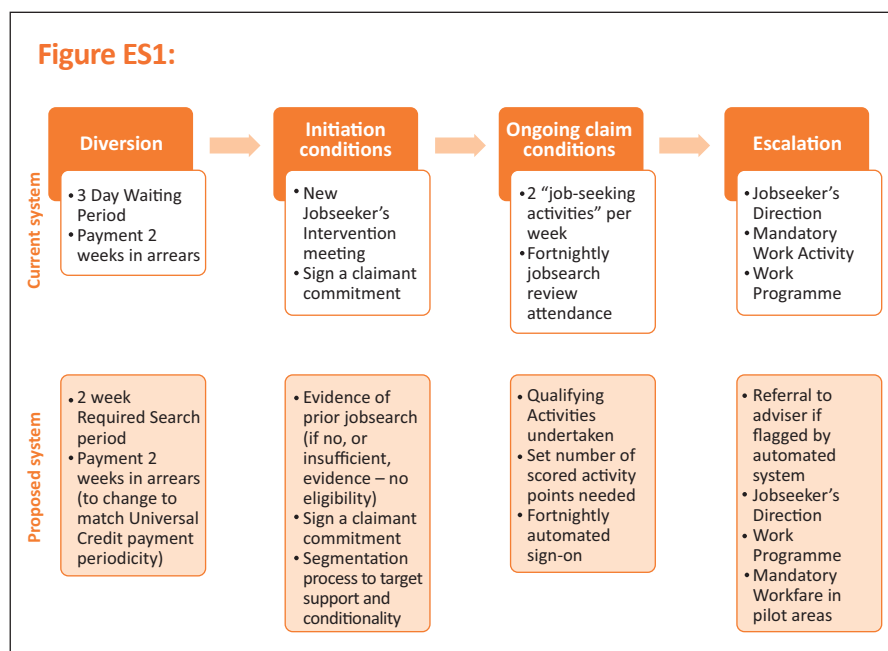 Figure ES1:
Diversion
Initiation
conditions
Ongoing claim
conditions
Escalation
Current system
• 3 Day Waiting
Period
• Payment 2
weeks in arrears
• New
Jobseeker's
Intervention
meeting
• Sign a claimant
commitment
• 2 "job-seeking
activities" per
week
• Fortnightly
jobsearch
review
attendance
• Jobseeker's
Direction
• Mandatory
Work Activity
• Work
Programme
Proposed system
• 2 week
Required Search
period
• Payment 2
weeks in arrears
(to change to
match Universal
Credit payment
periodicity)
• Evidence of
prior jobsearch
(if no, or
insufficient,
evidence – no
eligibility)
• Sign a claimant
commitment
• Segmentation
process to target
support and
conditionality
• Qualifying
Activities
undertaken
• Set number of
scored activity
points needed
• Fortnightly
automated
sign-on
• Referral to
adviser if
flagged by
automated
system
• Jobseeker's
Direction
• Work
Programme
• Mandatory
Workfare in
pilot areas